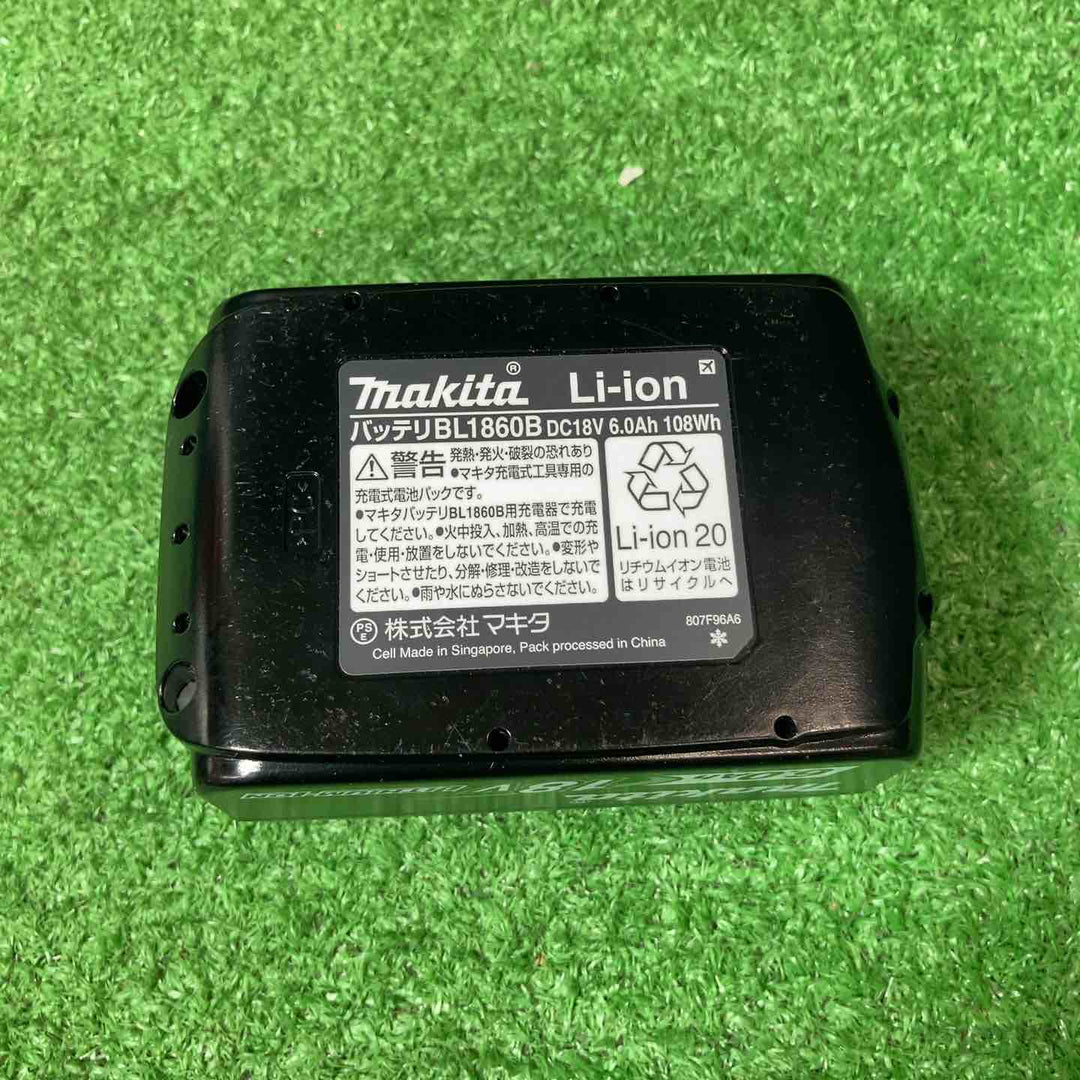 makita® Li-ion
バッテリBL1860B DC18V 6.0Ah 108Wh
警告 発熱・発火・破裂の恐れあり
●マキタ充電式工具専用の
充電式電池パックです。
●マキタバッテリBL1860B用充電器で充電
してください。●火中投入、加熱、高温での充
電・使用・放置をしないでください。●変形や
ショートさせたり、分解・修理・改造をしないで
ください。●雨や水にぬらさないでください。
Li-ion 20
リチウムイオン電池
はリサイクルへ
807F96A6
PSE 株式会社マキタ
Cell Made in Singapore, Pack processed in China
>PC<
18V